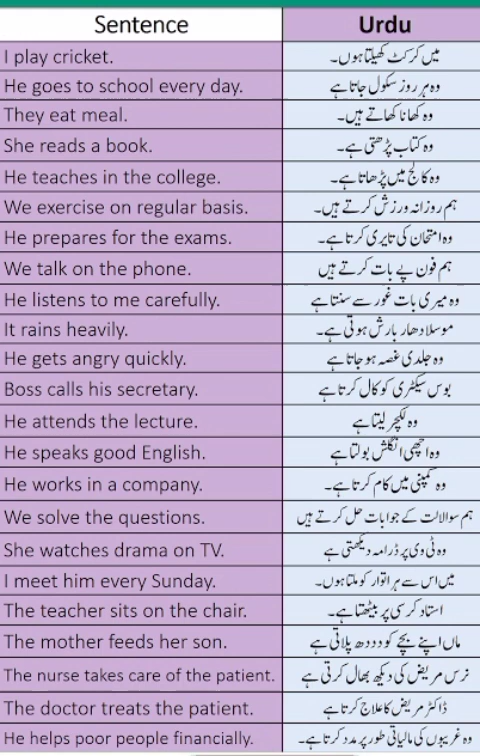 Sentence Urdu
I play cricket. میں کرکٹ کھیلتا ہوں۔
He goes to school every day. وہ ہر روز سکول جاتا ہے
They eat meal. وہ کھانا کھاتے ہیں۔
She reads a book. وہ کتاب پڑھتی ہے۔
He teaches in the college. وہ کالج میں پڑھاتا ہے۔
We exercise on regular basis. ہم روزانہ ورزش کرتے ہیں۔
He prepares for the exams. وہ امتحان کی تایری کرتا ہے۔
We talk on the phone. ہم فون پے بات کرتے ہیں
He listens to me carefully. وہ میری بات غور سے سنتا ہے
It rains heavily. موسلا دھار بارش ہوتی ہے۔
He gets angry quickly. وہ جلدی غصہ ہو جاتا ہے
Boss calls his secretary. بوس سیکٹری کو کال کرتا ہے
He attends the lecture. وہ لکچر لیتا ہے
He speaks good English. وہ اچھی انگلش بولتا ہے
He works in a company. وہ کمپنی میں کام کرتا ہے۔
We solve the questions. ہم سوالالت کے جوابات حل کرتے ہیں
She watches drama on TV. وہ ٹی وی پر ڈرامہ دیکھتی ہے
I meet him every Sunday. میں اس سے ہر اتوار کو ملتا ہوں۔
The teacher sits on the chair. استاد کرسی پر بیٹھتا ہے۔
The mother feeds her son. ماں اپنے بچے کو دددھ پلاتی ہے
The nurse takes care of the patient. نرس مریض کی دیکھ بھال کرتی ہے
The doctor treats the patient. ڈاکٹر مریض کا علاج کرتا ہے
He helps poor people financially. وہ غریبوں کی مالیاتی طور پر مدد کرتا ہے۔